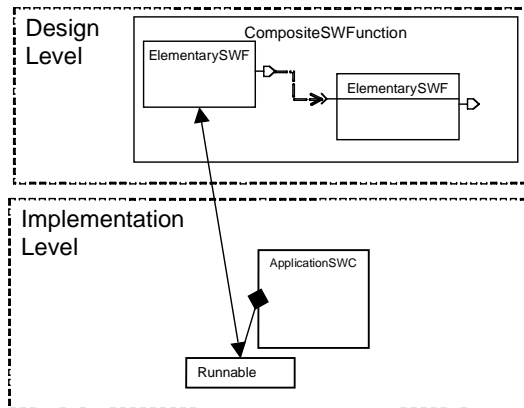 Design
Level
CompositeSWFunction
ElementarySWF
ElementarySWF
Implementation
Level
ApplicationSWC
Runnable